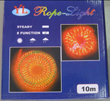 Rope-Light
STEADY
8 FUNCTION
10m